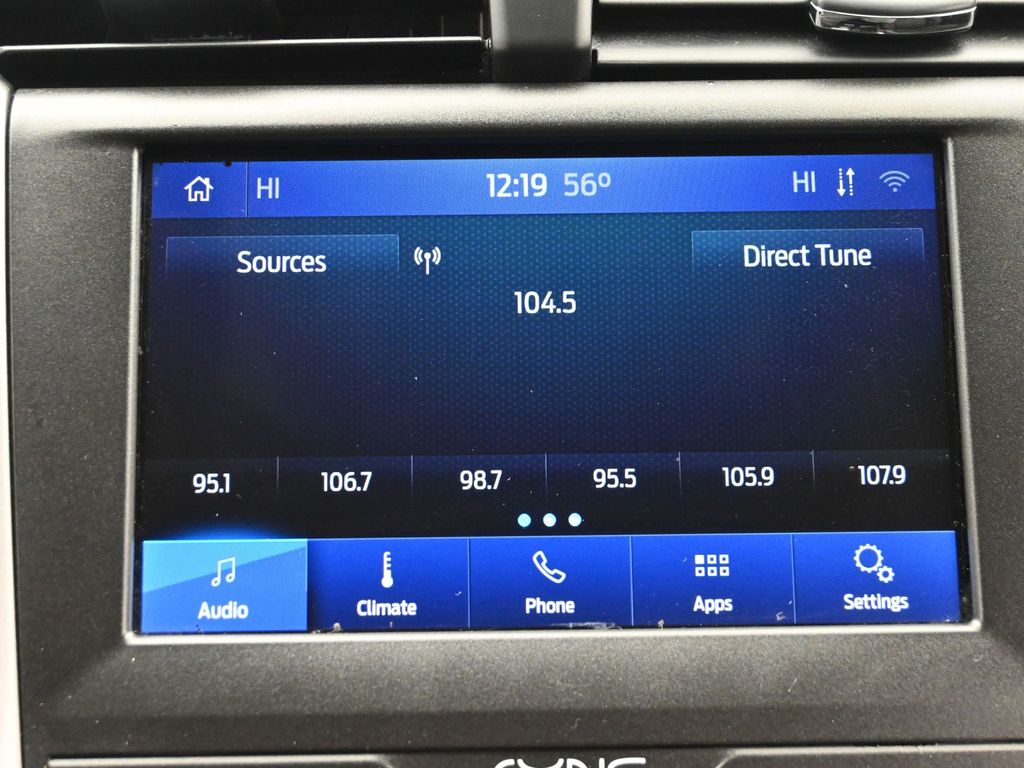 HI 12:19 56° HI
Sources Direct Tune
104.5
95.1 106.7 98.7 95.5 105.9 107.9
Audio Climate Phone Apps Settings